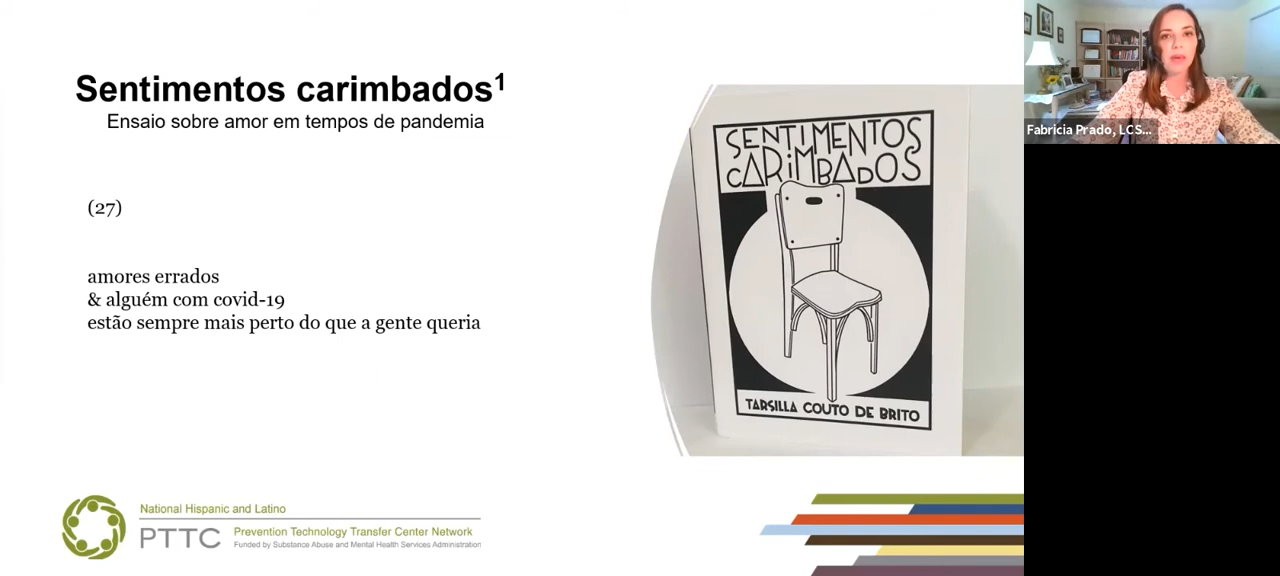 Sentimentos carimbados¹
Ensaio sobre amor em tempos de pandemia
(27)
amores errados
& alguém com covid-19
estão sempre mais perto do que a gente queria
SENTIMENTOS
CARiMBADOS
TARSILLA COUTO DE BRITO
National Hispanic and Latino
PTTC
Prevention Technology Transfer Center Network
Funded by Substance Abuse and Mental Health Services Administration
Fabricia Prado, LCS...